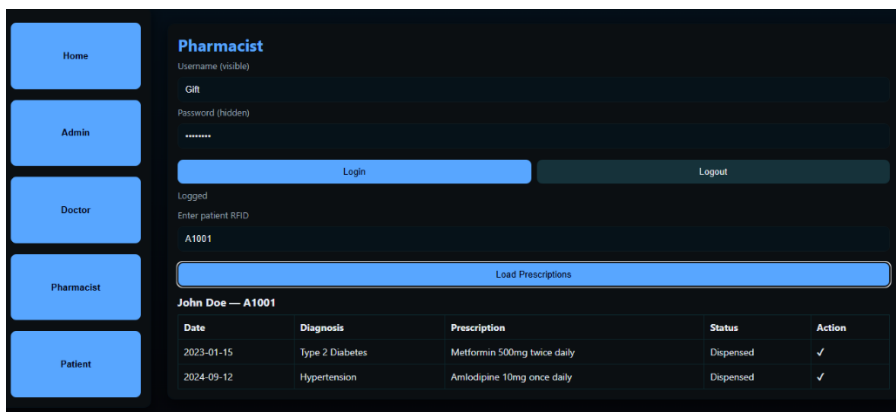 Home
Admin
Doctor
Pharmacist
Patient
Pharmacist
Username (visible)
Gift
Password (hidden)
••••••••
Login Logout
Logged
Enter patient RFID
A1001
Load Prescriptions
John Doe — A1001
Date Diagnosis Prescription Status Action
2023-01-15 Type 2 Diabetes Metformin 500mg twice daily Dispensed ✓
2024-09-12 Hypertension Amlodipine 10mg once daily Dispensed ✓